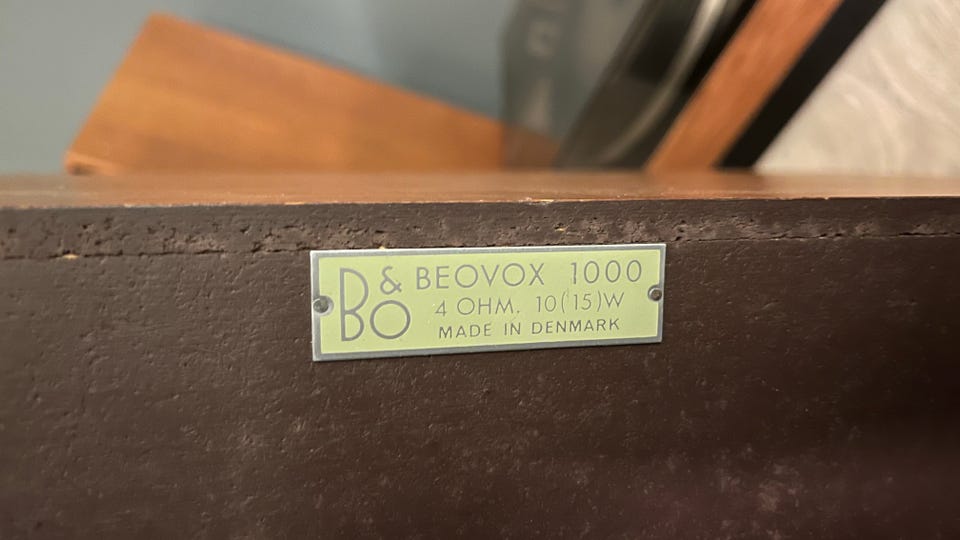 B&O BEOVOX 1000
4 OHM, 10(15)W
MADE IN DENMARK